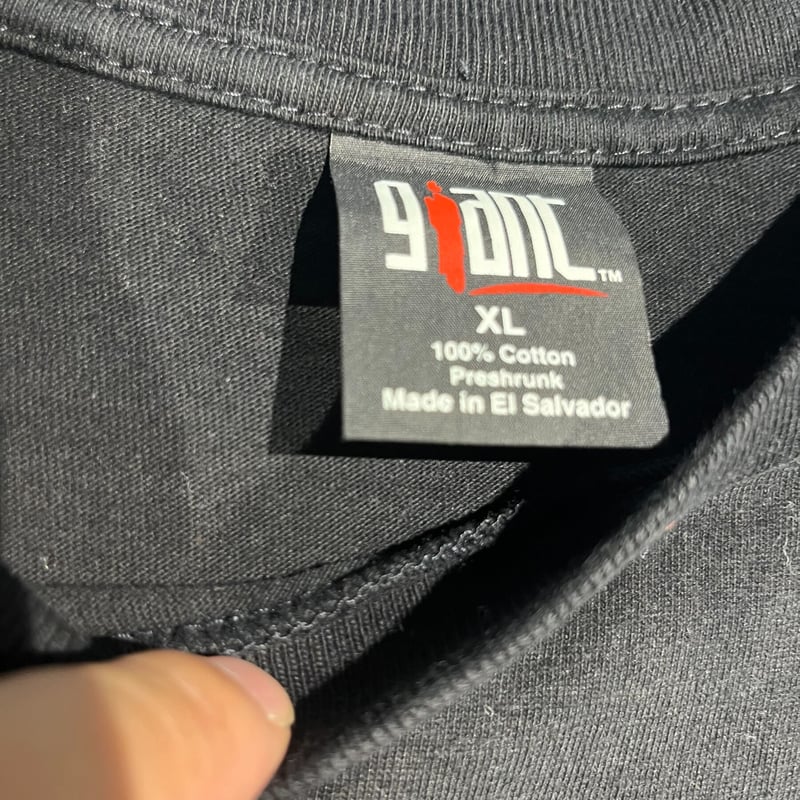 giant™
XL
100% Cotton
Preshrunk
Made in El Salvador